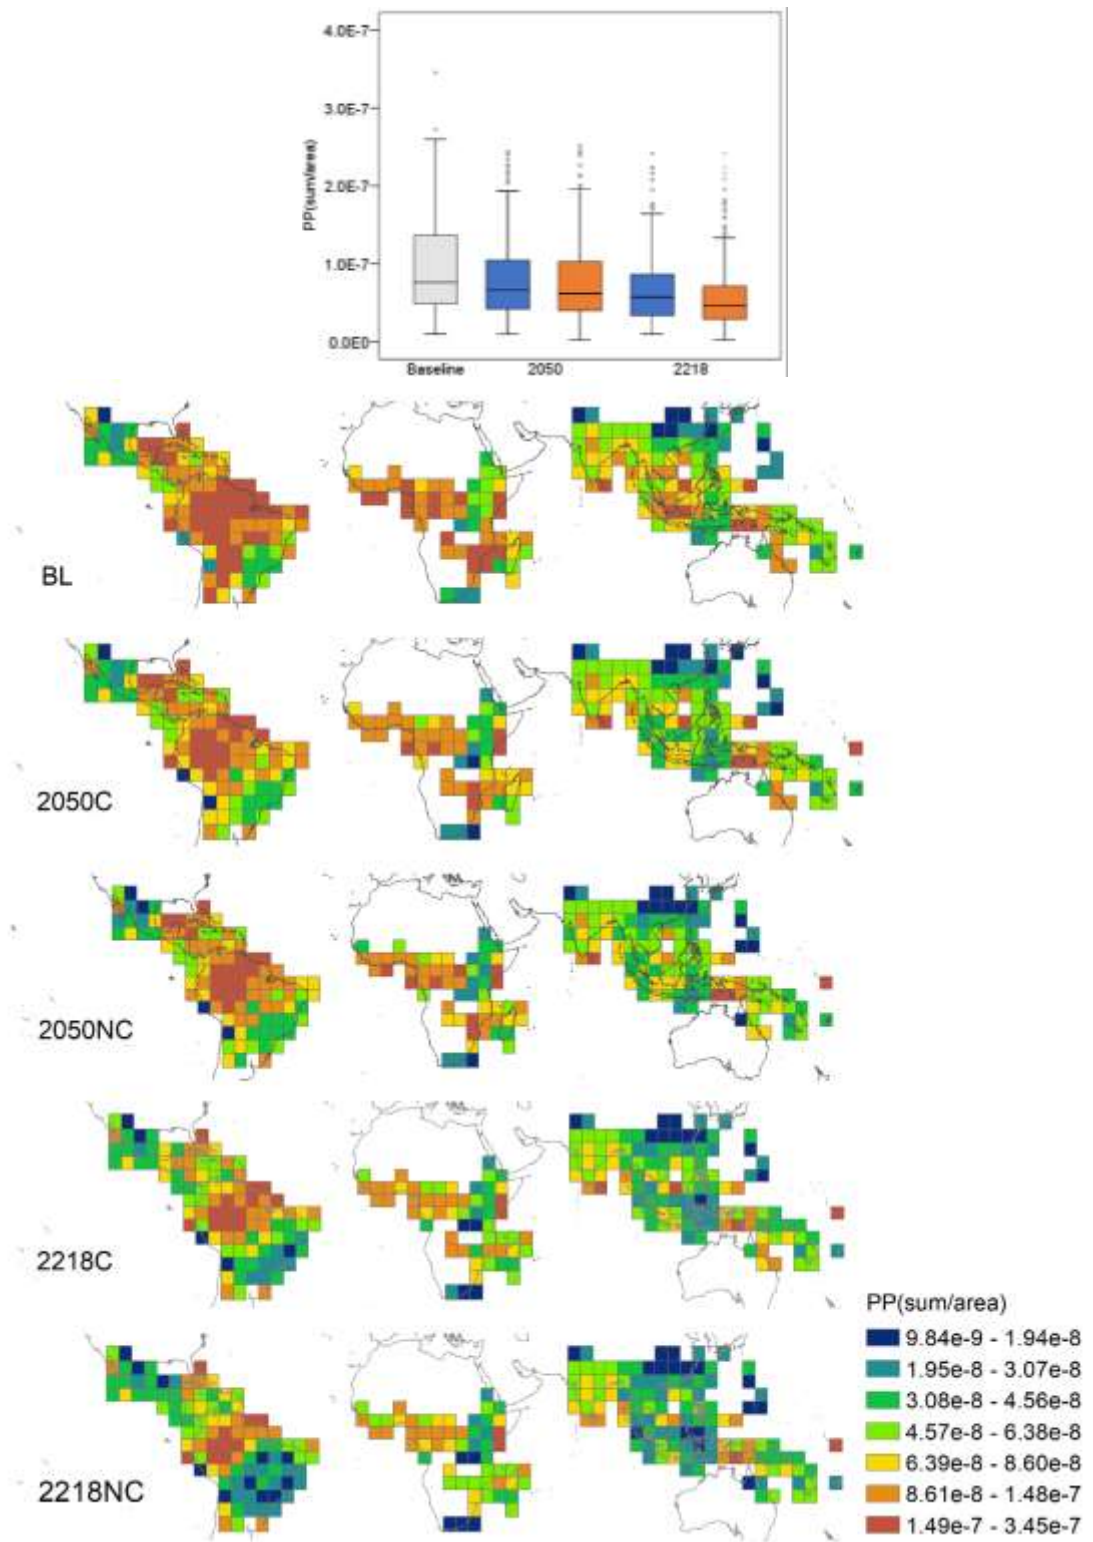 4.0E-7
3.0E-7
2.0E-7
1.0E-7
0.0E0
PP(sum/area)
Baseline 2050 2218
BL
2050C
2050NC
2218C
2218NC
PP(sum/area)
9.84e-9 - 1.94e-8
1.95e-8 - 3.07e-8
3.08e-8 - 4.56e-8
4.57e-8 - 6.38e-8
6.39e-8 - 8.60e-8
8.61e-8 - 1.48e-7
1.49e-7 - 3.45e-7